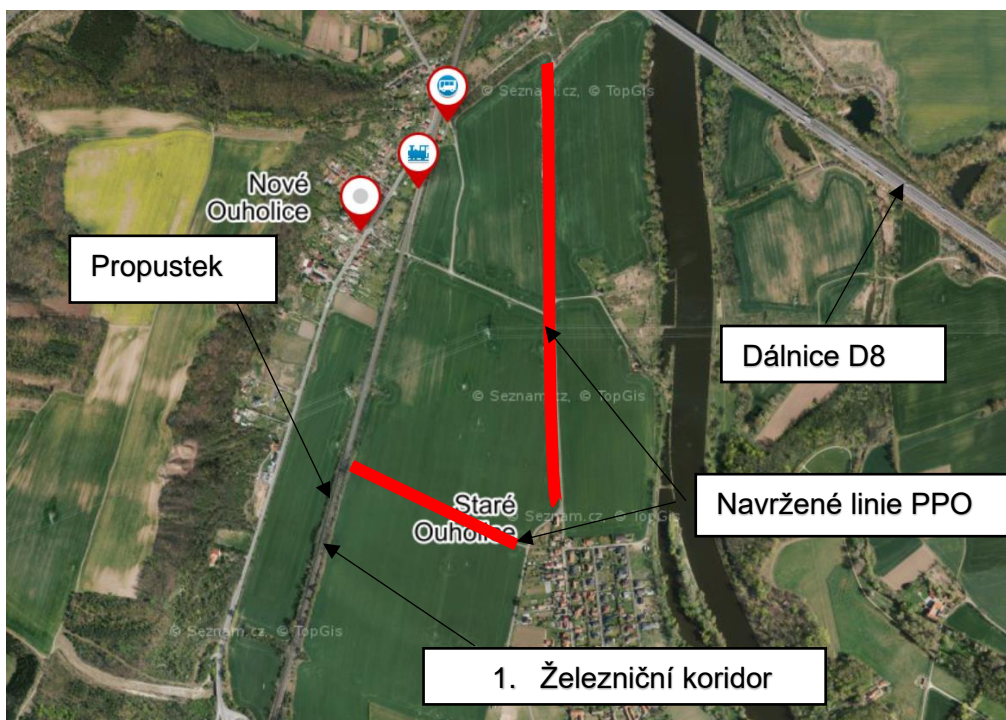 © Seznam.cz, © TopGis
Nové
Ouholice
Propustek
Dálnice D8
© Seznam.cz, © TopGis
Staré
Ouholice
Navržené linie PPO
Seznam.cz, © TopGis
© Seznam.cz, © TopGis
1. Železniční koridor